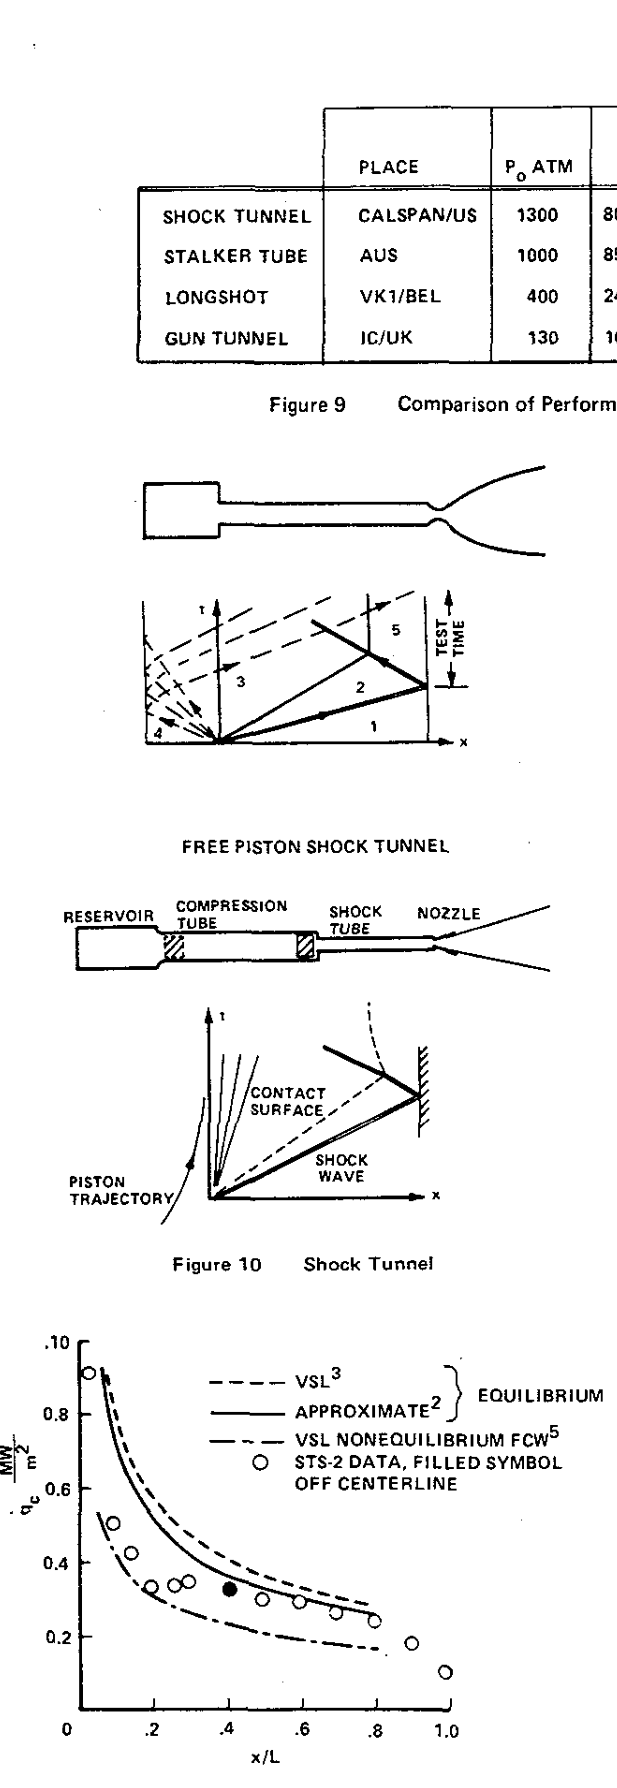 PLACE P₀ ATM
SHOCK TUNNEL CALSPAN/US 1300
STALKER TUBE AUS 1000
LONGSHOT VK1/BEL 400
GUN TUNNEL IC/UK 130
Figure 9 Comparison of Perform
τ
5
TEST
TIME
3
2
4
1
x
FREE PISTON SHOCK TUNNEL
RESERVOIR
COMPRESSION
TUBE
SHOCK
TUBE
NOZZLE
τ
CONTACT
SURFACE
SHOCK
WAVE
PISTON
TRAJECTORY
x
Figure 10 Shock Tunnel
.10
VSL³
APPROXIMATE²
EQUILIBRIUM
VSL NONEQUILIBRIUM FCW⁵
STS-2 DATA, FILLED SYMBOL
OFF CENTERLINE
0.8
q̇c MW/m²
0.6
0.4
0.2
0 .2 .4 .6 .8 1.0
x/L